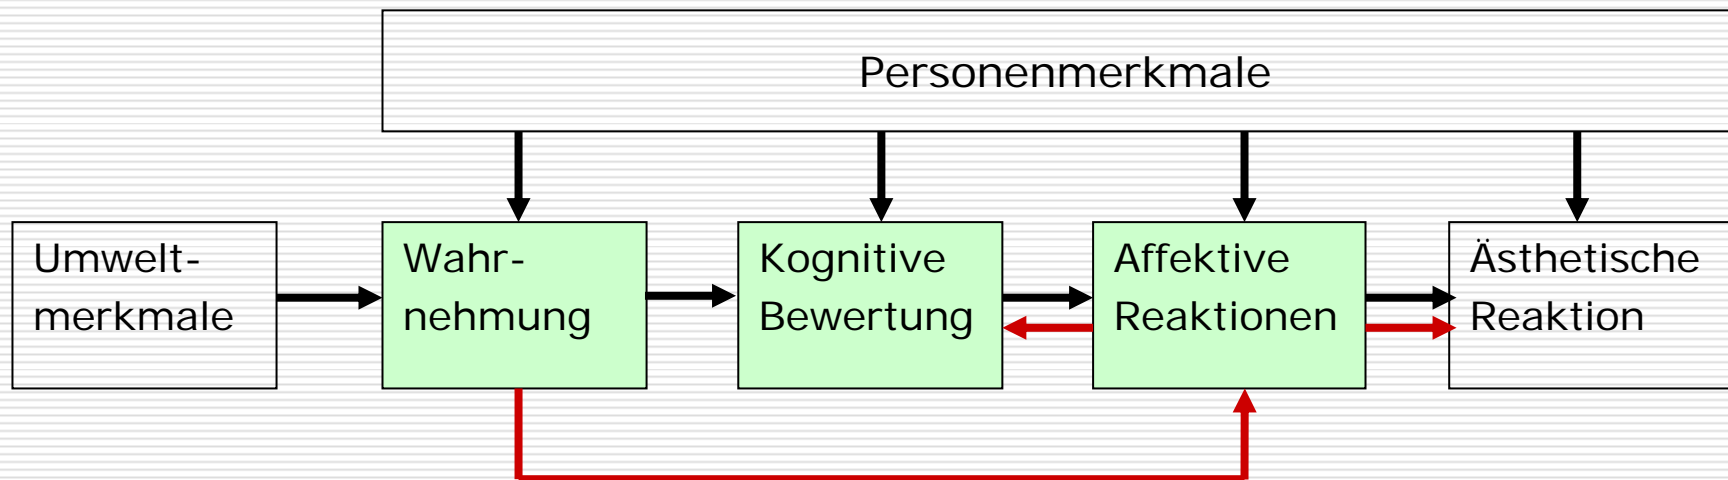 Personenmerkmale
Umwelt-
merkmale
Wahr-
nehmung
Kognitive
Bewertung
Affektive
Reaktionen
Ästhetische
Reaktion